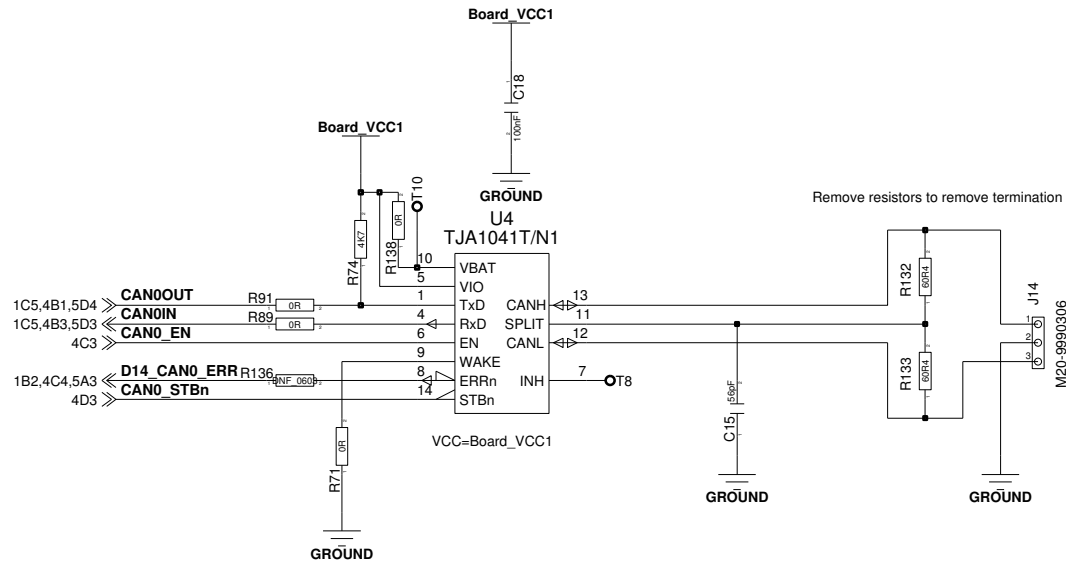 Board_VCC1
C18
100nF
GROUND
Board_VCC1
T10
0R
R138
4K7
R74
U4
TJA1041T/N1
Remove resistors to remove termination
10 VBAT
5 VIO
1C5,4B1,5D4 CAN0OUT R91 0R 1 TxD
1C5,4B3,5D3 CAN0IN R89 0R 4 RxD
4C3 CAN0_EN 6 EN
9 WAKE
1B2,4C4,5A3 D14_CAN0_ERR R136 DNF_0603 8 ERRn
4D3 CAN0_STBn 14 STBn
CANH 13
SPLIT 11
CANL 12
INH 7 T8
VCC=Board_VCC1
R132 60R4
R133 60R4
J14
1
2
3
M20-9990306
56pF
C15
GROUND
GROUND
0R
R71
GROUND